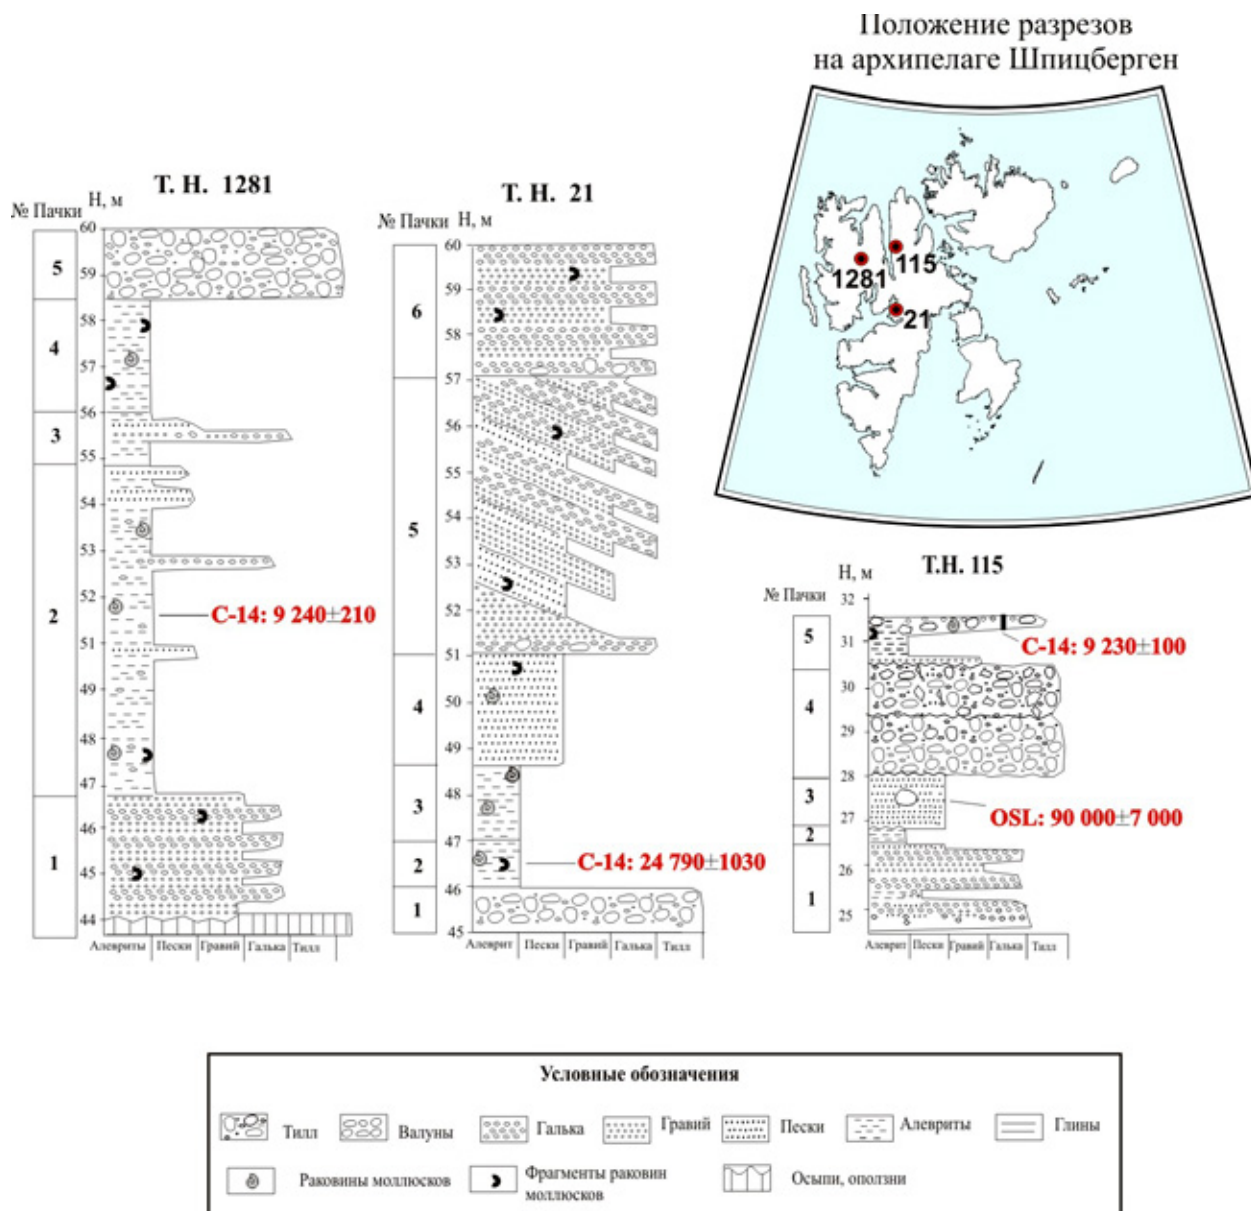 Положение разрезов
на архипелаге Шпицберген
1281
115
21
Т. Н. 1281
№ Пачки
Н, м
60
59
58
57
56
55
54
53
52
51
49
48
47
46
45
44
5
4
3
2
1
С-14: 9 240±210
Алевриты
Пески
Гравий
Галька
Тилл
Т. Н. 21
№ Пачки
Н, м
60
59
58
57
56
55
54
53
52
51
50
49
48
47
46
45
6
5
4
3
2
1
С-14: 24 790±1030
Алеврит
Пески
Гравий
Галька
Тилл
Т.Н. 115
№ Пачки
Н, м
32
31
30
29
28
27
26
25
5
4
3
2
1
С-14: 9 230±100
OSL: 90 000±7 000
Алеврит
Пески
Гравий
Галька
Тилл
Условные обозначения
Тилл
Валуны
Галька
Гравий
Пески
Алевриты
Глины
Раковины моллюсков
Фрагменты раковин
моллюсков
Осыпи, оползни